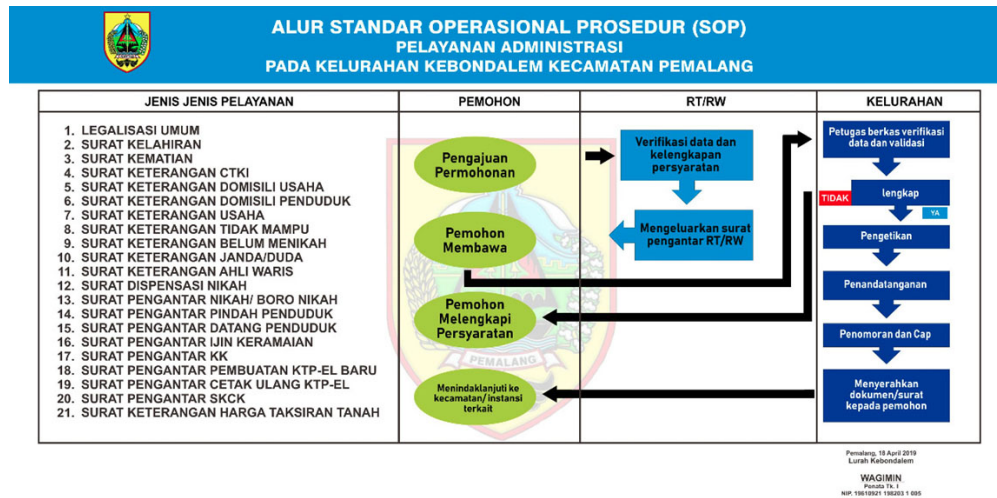 ALUR STANDAR OPERASIONAL PROSEDUR (SOP)
PELAYANAN ADMINISTRASI
PADA KELURAHAN KEBONDALEM KECAMATAN PEMALANG
JENIS JENIS PELAYANAN
1. LEGALISASI UMUM
2. SURAT KELAHIRAN
3. SURAT KEMATIAN
4. SURAT KETERANGAN CTKI
5. SURAT KETERANGAN DOMISILI USAHA
6. SURAT KETERANGAN DOMISILI PENDUDUK
7. SURAT KETERANGAN USAHA
8. SURAT KETERANGAN TIDAK MAMPU
9. SURAT KETERANGAN BELUM MENIKAH
10. SURAT KETERANGAN JANDA/DUDA
11. SURAT KETERANGAN AHLI WARIS
12. SURAT DISPENSASI NIKAH
13. SURAT PENGANTAR NIKAH/ BORO NIKAH
14. SURAT PENGANTAR PINDAH PENDUDUK
15. SURAT PENGANTAR DATANG PENDUDUK
16. SURAT PENGANTAR IJIN KERAMAIAN
17. SURAT PENGANTAR KK
18. SURAT PENGANTAR PEMBUATAN KTP-EL BARU
19. SURAT PENGANTAR CETAK ULANG KTP-EL
20. SURAT PENGANTAR SKCK
21. SURAT KETERANGAN HARGA TAKSIRAN TANAH
PEMOHON
Pengajuan
Permohonan
Pemohon
Membawa
Pemohon
Melengkapi
Persyaratan
PEMALANG
Menindaklanjuti ke
kecamatan/instansi
terkait
RT/RW
Verifikasi data dan
kelengkapan
persyaratan
Mengeluarkan surat
pengantar RT/RW
KELURAHAN
Petugas berkas verifikasi
data dan validasi
TIDAK
lengkap
YA
Pengetikan
Penandatanganan
Penomoran dan Cap
Menyerahkan
dokumen/surat
kepada pemohon
Pemalang, 18 April 2019
Lurah Kebondalem
WAGIMIN
Penata Tk. I
NIP. 19610921 198203 1 005